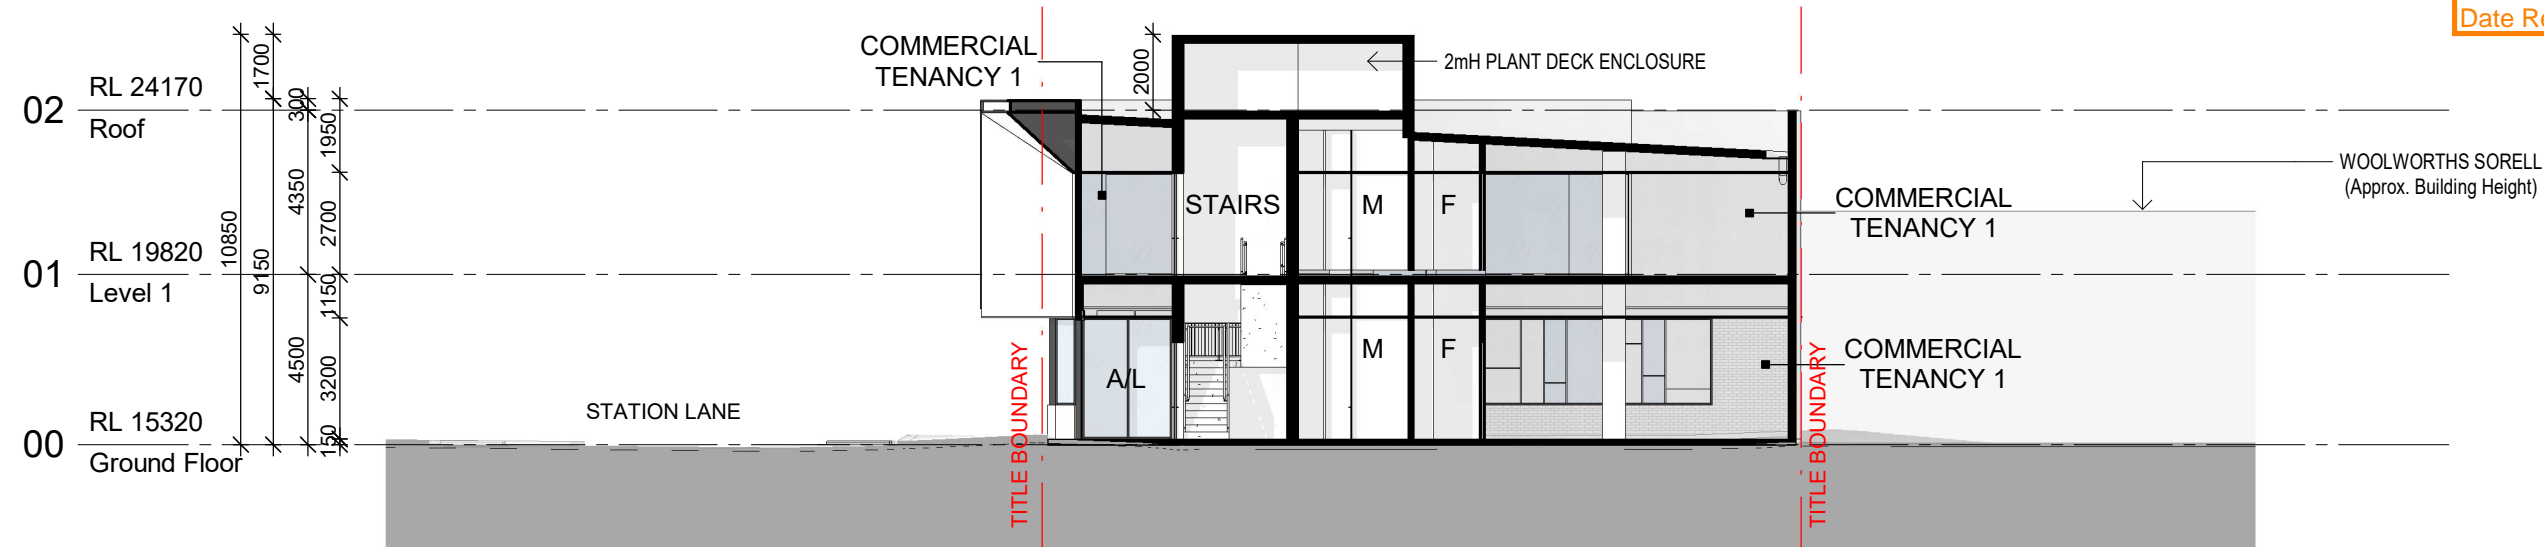 Date Re
COMMERCIAL
TENANCY 1
2mH PLANT DECK ENCLOSURE
2000
1700
RL 24170
02
Roof
300
1950
4350
2700
10850
9150
RL 19820
01
Level 1
1150
4500
3200
RL 15320
00
Ground Floor
150
STATION LANE
TITLE BOUNDARY
STAIRS
M
F
COMMERCIAL
TENANCY 1
A/L
M
F
COMMERCIAL
TENANCY 1
TITLE BOUNDARY
WOOLWORTHS SORELL
(Approx. Building Height)